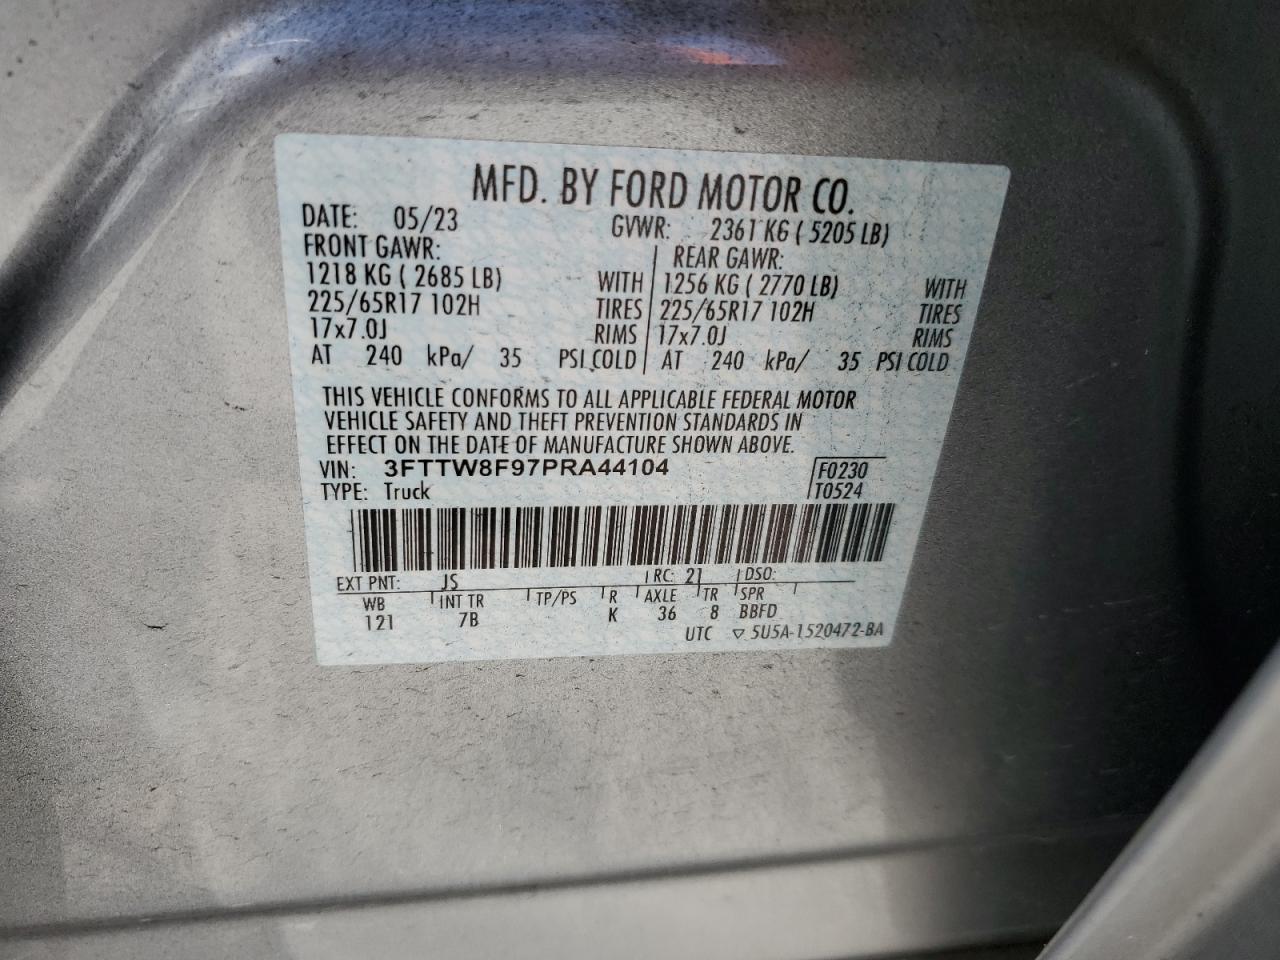 MFD. BY FORD MOTOR CO.
DATE: 05/23 GVWR: 2361 KG ( 5205 LB)
FRONT GAWR: REAR GAWR:
1218 KG ( 2685 LB) WITH 1256 KG ( 2770 LB) WITH
225/65R17 102H TIRES 225/65R17 102H TIRES
17x7.0J RIMS 17x7.0J RIMS
AT 240 kPa/ 35 PSI COLD AT 240 kPa/ 35 PSI COLD
THIS VEHICLE CONFORMS TO ALL APPLICABLE FEDERAL MOTOR
VEHICLE SAFETY AND THEFT PREVENTION STANDARDS IN
EFFECT ON THE DATE OF MANUFACTURE SHOWN ABOVE.
VIN: 3FTTW8F97PRA44104 F0230
TYPE: Truck T0524
EXT PNT: JS RC: 21 DSO:
WB INT TR TP/PS R AXLE TR SPR
121 7B K 36 8 BBFD
UTC ▽ 5U5A-1520472-BA